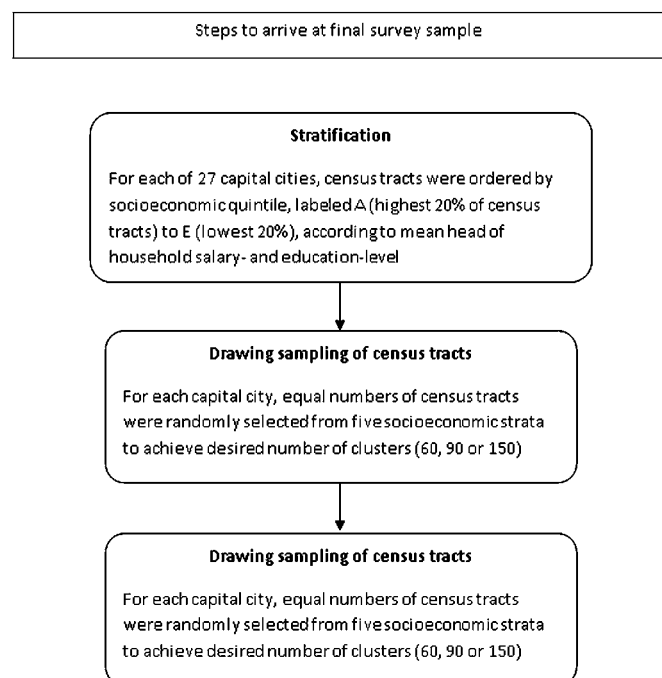 Steps to arrive at final survey sample
Stratification
For each of 27 capital cities, census tracts were ordered by
socioeconomic quintile, labeled A (highest 20% of census
tracts) to E (lowest 20%), according to mean head of
household salary- and education-level
Drawing sampling of census tracts
For each capital city, equal numbers of census tracts
were randomly selected from five socioeconomic strata
to achieve desired number of clusters (60, 90 or 150)
Drawing sampling of census tracts
For each capital city, equal numbers of census tracts
were randomly selected from five socioeconomic strata
to achieve desired number of clusters (60, 90 or 150)